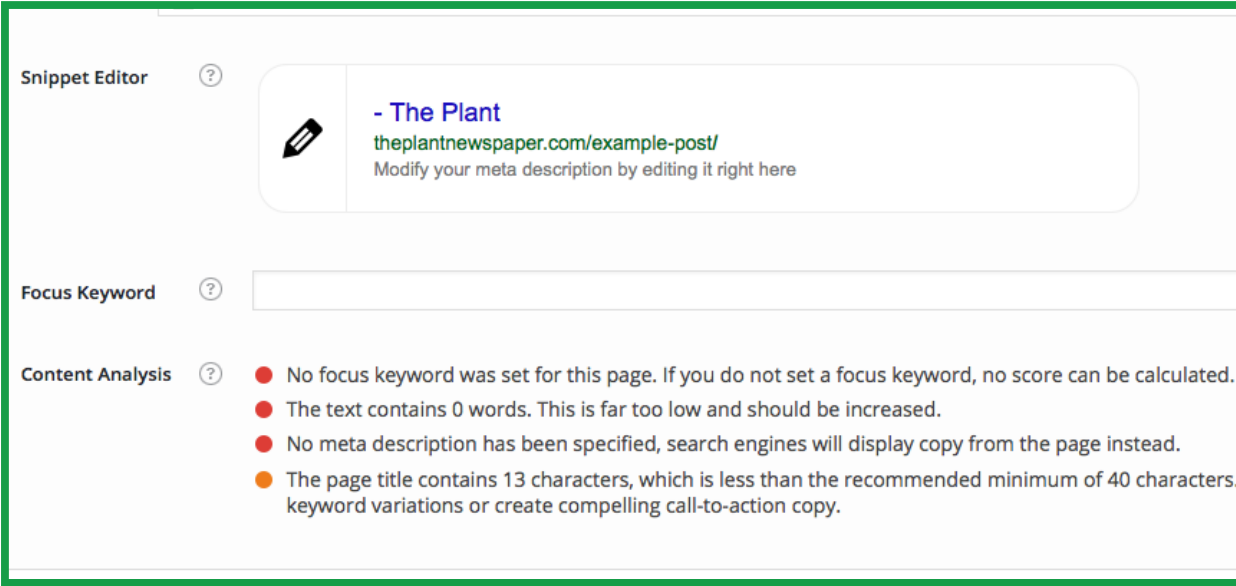 Snippet Editor ?
- The Plant
theplantnewspaper.com/example-post/
Modify your meta description by editing it right here
Focus Keyword ?
Content Analysis ?
No focus keyword was set for this page. If you do not set a focus keyword, no score can be calculated.
The text contains 0 words. This is far too low and should be increased.
No meta description has been specified, search engines will display copy from the page instead.
The page title contains 13 characters, which is less than the recommended minimum of 40 characters.
keyword variations or create compelling call-to-action copy.